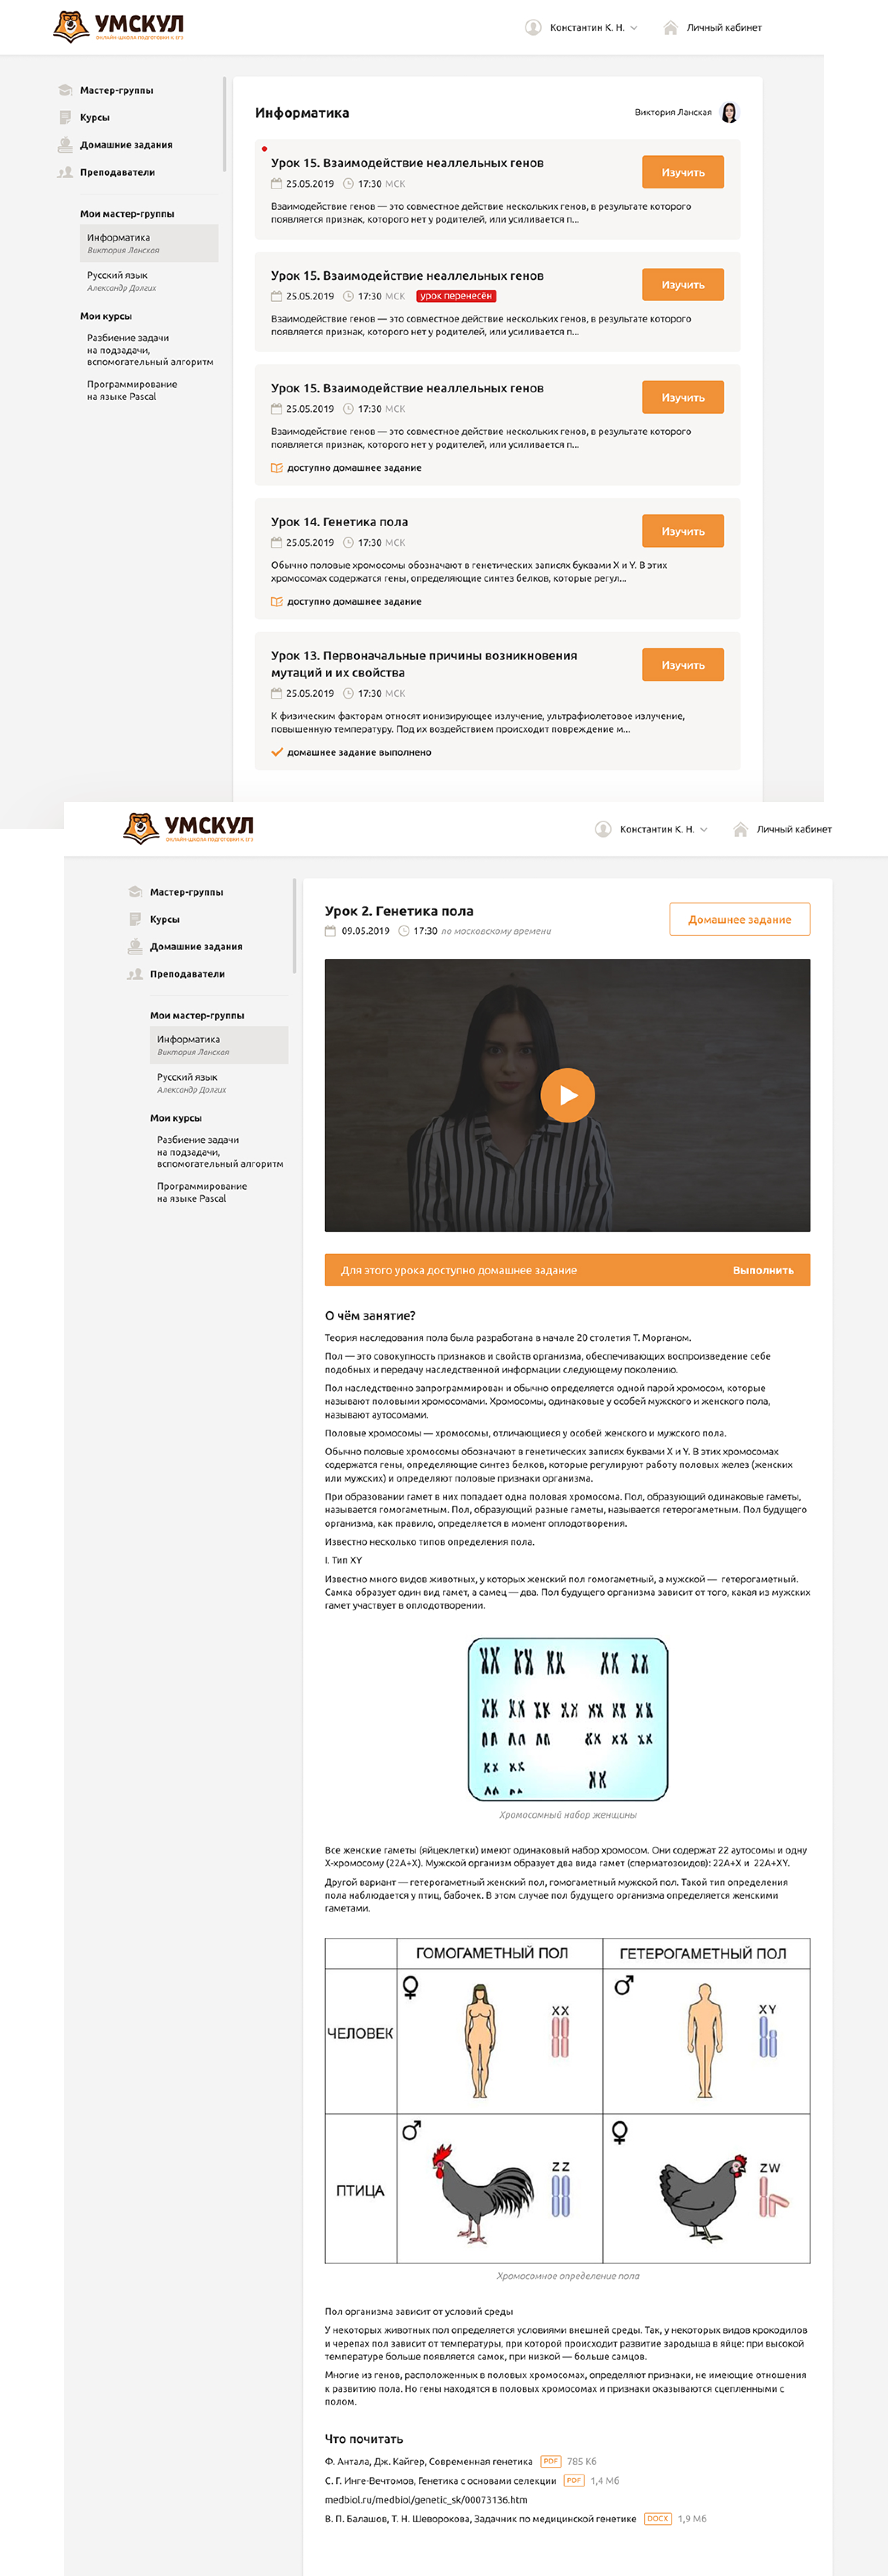 УМСКУЛ
ОНЛАЙН-ШКОЛА ПОДГОТОВКИ К ЕГЭ
Константин К. Н.
Личный кабинет
Мастер-группы
Курсы
Домашние задания
Преподаватели
Мои мастер-группы
Информатика
Виктория Ланская
Русский язык
Александр Долгих
Мои курсы
Разбиение задачи
на подзадачи,
вспомогательный алгоритм
Программирование
на языке Pascal
Информатика
Виктория Ланская
Урок 15. Взаимодействие неаллельных генов
Изучить
25.05.2019 17:30 МСК
Взаимодействие генов — это совместное действие нескольких генов, в результате которого
появляется признак, которого нет у родителей, или усиливается п...
Урок 15. Взаимодействие неаллельных генов
Изучить
25.05.2019 17:30 МСК урок перенесён
Взаимодействие генов — это совместное действие нескольких генов, в результате которого
появляется признак, которого нет у родителей, или усиливается п...
Урок 15. Взаимодействие неаллельных генов
Изучить
25.05.2019 17:30 МСК
Взаимодействие генов — это совместное действие нескольких генов, в результате которого
появляется признак, которого нет у родителей, или усиливается п...
доступно домашнее задание
Урок 14. Генетика пола
Изучить
25.05.2019 17:30 МСК
Обычно половые хромосомы обозначают в генетических записях буквами X и Y. В этих
хромосомах содержатся гены, определяющие синтез белков, которые регул...
доступно домашнее задание
Урок 13. Первоначальные причины возникновения
мутаций и их свойства
Изучить
25.05.2019 17:30 МСК
К физическим факторам относят ионизирующее излучение, ультрафиолетовое излучение,
повышенную температуру. Под их воздействием происходит повреждение м...
домашнее задание выполнено
УМСКУЛ
ОНЛАЙН-ШКОЛА ПОДГОТОВКИ К ЕГЭ
Константин К. Н.
Личный кабинет
Мастер-группы
Курсы
Домашние задания
Преподаватели
Мои мастер-группы
Информатика
Виктория Ланская
Русский язык
Александр Долгих
Мои курсы
Разбиение задачи
на подзадачи,
вспомогательный алгоритм
Программирование
на языке Pascal
Урок 2. Генетика пола
Домашнее задание
09.05.2019 17:30 по московскому времени
Для этого урока доступно домашнее задание Выполнить
О чём занятие?
Теория наследования пола была разработана в начале 20 столетия Т. Морганом.
Пол — это совокупность признаков и свойств организма, обеспечивающих воспроизведение себе
подобных и передачу наследственной информации следующему поколению.
Пол наследственно запрограммирован и обычно определяется одной парой хромосом, которые
называют половыми хромосомами. Хромосомы, одинаковые у особей мужского и женского пола,
называют аутосомами.
Половые хромосомы — хромосомы, отличающиеся у особей женского и мужского пола.
Обычно половые хромосомы обозначают в генетических записях буквами X и Y. В этих хромосомах
содержатся гены, определяющие синтез белков, которые регулируют работу половых желез (женских
или мужских) и определяют половые признаки организма.
При образовании гамет в них попадает одна половая хромосома. Пол, образующий одинаковые гаметы,
называется гомогаметным. Пол, образующий разные гаметы, называется гетерогаметным. Пол будущего
организма, как правило, определяется в момент оплодотворения.
Известно несколько типов определения пола.
I. Тип XY
Известно много видов животных, у которых женский пол гомогаметный, а мужской — гетерогаметный.
Самка образует один вид гамет, а самец — два. Пол будущего организма зависит от того, какая из мужских
гамет участвует в оплодотворении.
Хромосомный набор женщины
Все женские гаметы (яйцеклетки) имеют одинаковый набор хромосом. Они содержат 22 аутосомы и одну
Х-хромосому (22А+Х). Мужской организм образует два вида гамет (сперматозоидов): 22А+Х и 22А+ХY.
Другой вариант — гетерогаметный женский пол, гомогаметный мужской пол. Такой тип определения
пола наблюдается у птиц, бабочек. В этом случае пол будущего организма определяется женскими
гаметами.
ГОМОГАМЕТНЫЙ ПОЛ
ГЕТЕРОГАМЕТНЫЙ ПОЛ
ЧЕЛОВЕК
♀
XX
♂
XY
ПТИЦА
♂
ZZ
♀
ZW
Хромосомное определение пола
Пол организма зависит от условий среды
У некоторых животных пол определяется условиями внешней среды. Так, у некоторых видов крокодилов
и черепах пол зависит от температуры, при которой происходит развитие зародыша в яйце: при высокой
температуре больше появляется самок, при низкой — больше самцов.
Многие из генов, расположенных в половых хромосомах, определяют признаки, не имеющие отношения
к развитию пола. Но гены находятся в половых хромосомах и признаки оказываются сцепленными с
полом.
Что почитать
Ф. Антала, Дж. Кайгер, Современная генетика PDF 785 Кб
С. Г. Инге-Вечтомов, Генетика с основами селекции PDF 1,4 Мб
medbiol.ru/medbiol/genetic_sk/00073136.htm
В. П. Балашов, Т. Н. Шеворокова, Задачник по медицинской генетике DOCX 1,9 Мб